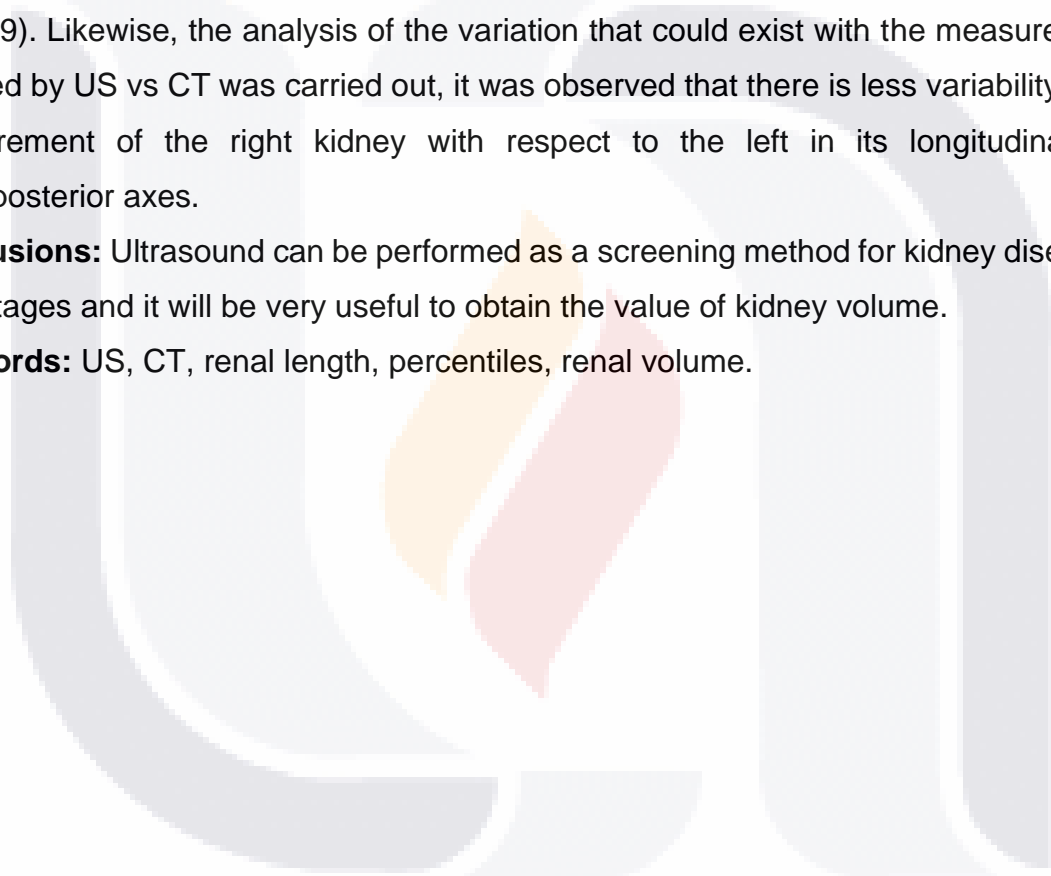 9). Likewise, the analysis of the variation that could exist with the measure
ed by US vs CT was carried out, it was observed that there is less variability
rement of the right kidney with respect to the left in its longitudina
posterior axes.
usions: Ultrasound can be performed as a screening method for kidney dise
tages and it will be very useful to obtain the value of kidney volume.
ords: US, CT, renal length, percentiles, renal volume.